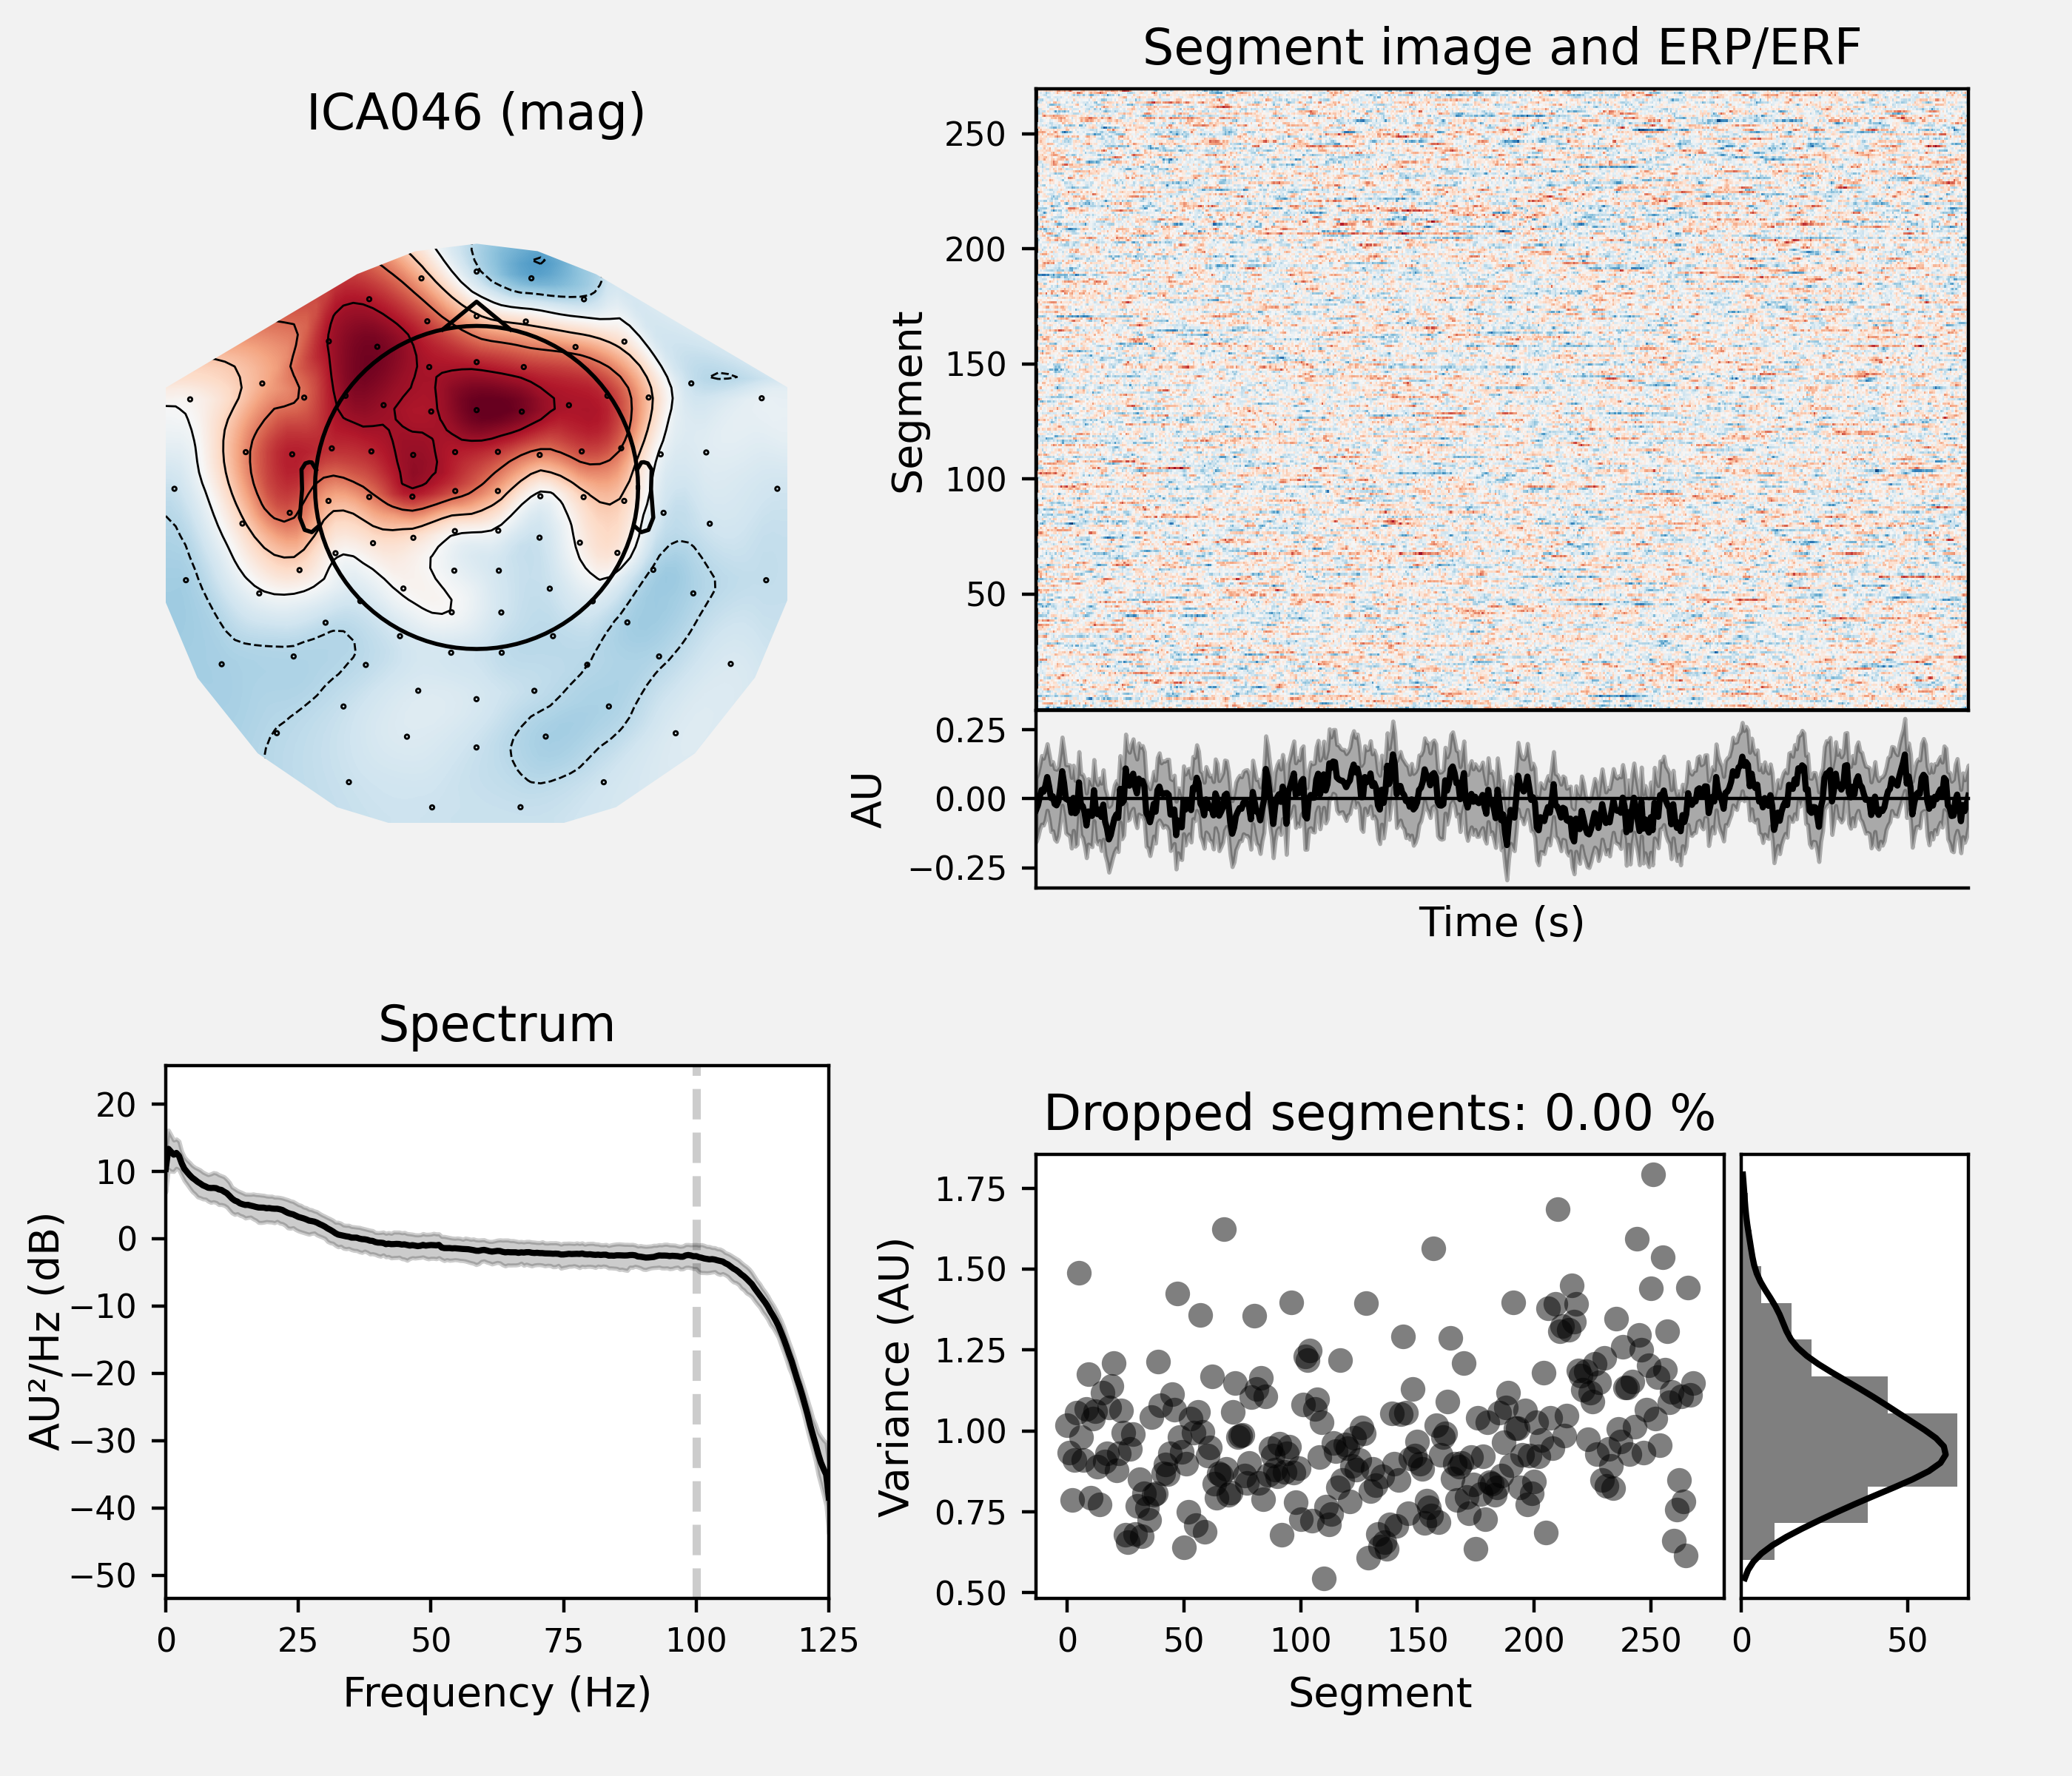 ICA046 (mag)
Segment image and ERP/ERF
Segment
250
200
150
100
50
AU
0.25
0.00
−0.25
Time (s)
Spectrum
AU²/Hz (dB)
20
10
0
−10
−20
−30
−40
−50
0 25 50 75 100 125
Frequency (Hz)
Dropped segments: 0.00 %
Variance (AU)
1.75
1.50
1.25
1.00
0.75
0.50
0 50 100 150 200 250
Segment
0 50